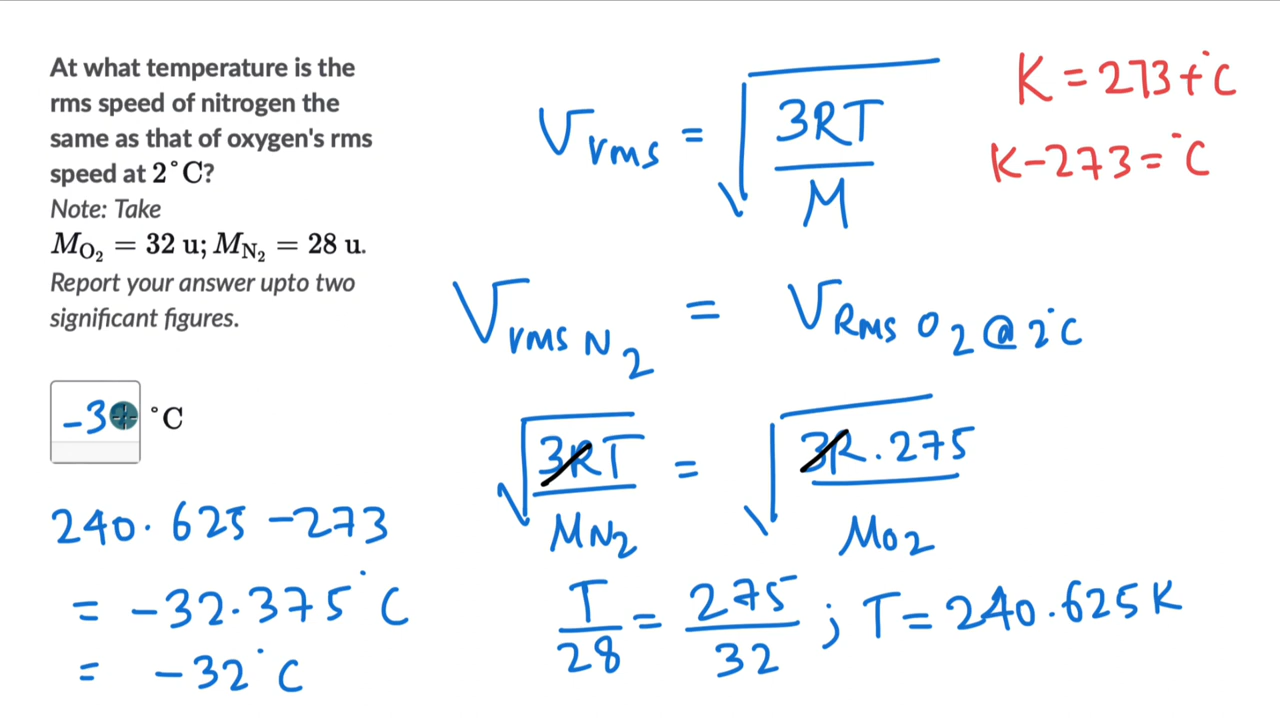 At what temperature is the
rms speed of nitrogen the
same as that of oxygen's rms
speed at 2°C?
Note: Take
M_O₂ = 32 u; M_N₂ = 28 u.
Report your answer upto two
significant figures.
-3 °C
240.625 - 273
= -32.375°C
= -32°C
V_rms = √(3RT/M)
K = 273 + °C
K - 273 = °C
V_rms N₂ = V_Rms O₂ @ 2°C
√(3RT/M_N₂) = √(3R.275/M_O₂)
T/28 = 275/32 ; T = 240.625K